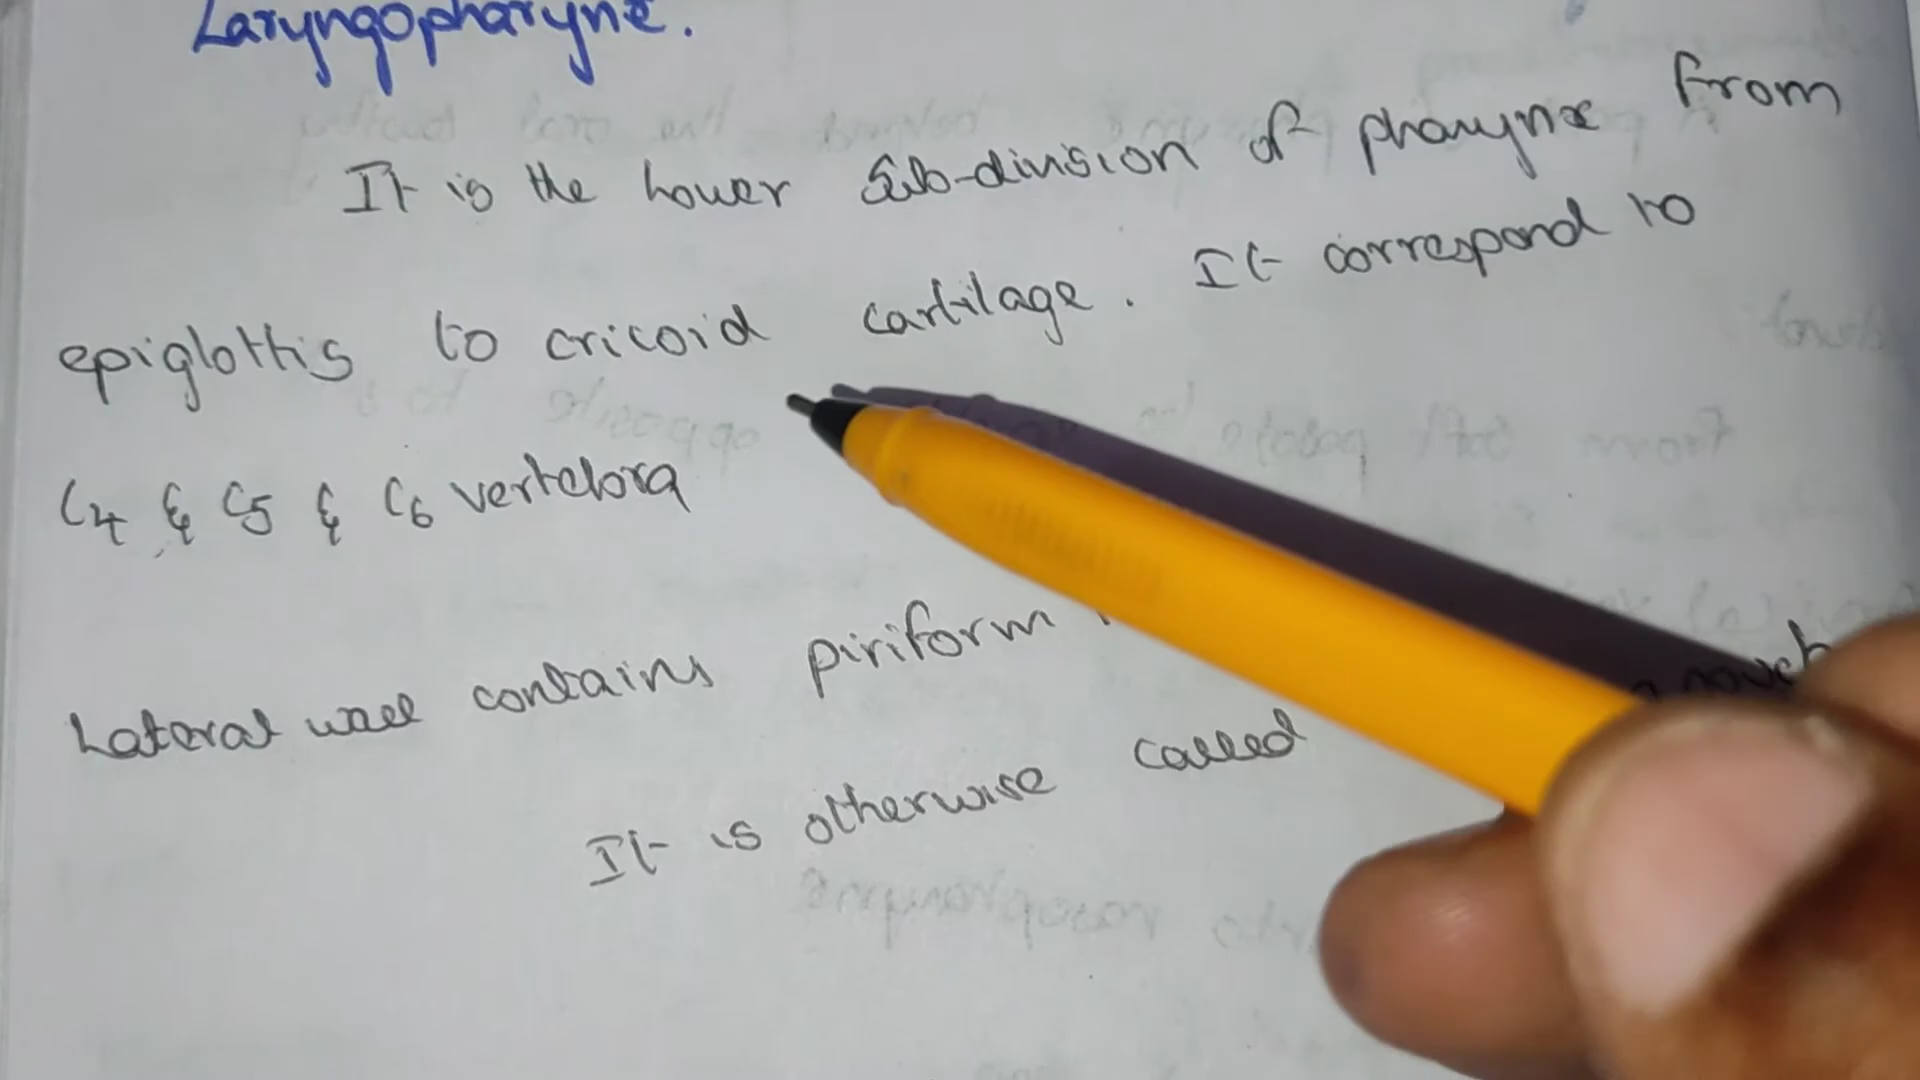 Laryngopharynx.
It is the Lower Sub-division of pharynx from
epiglottis to cricoid cartilage. It correspond to
C4 & C5 & C6 vertebra
Lateral wall contains piriform
It is otherwise called